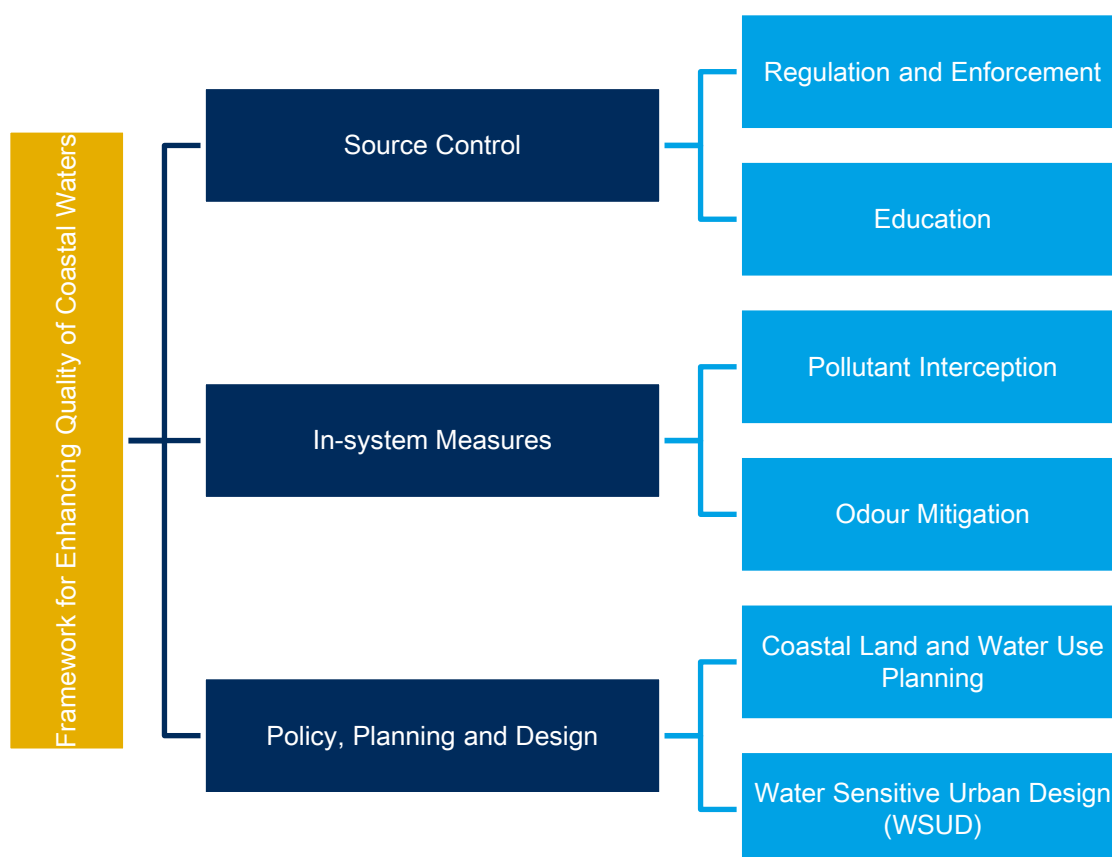 Framework for Enhancing Quality of Coastal Waters
Source Control
Regulation and Enforcement
Education
In-system Measures
Pollutant Interception
Odour Mitigation
Policy, Planning and Design
Coastal Land and Water Use
Planning
Water Sensitive Urban Design
(WSUD)